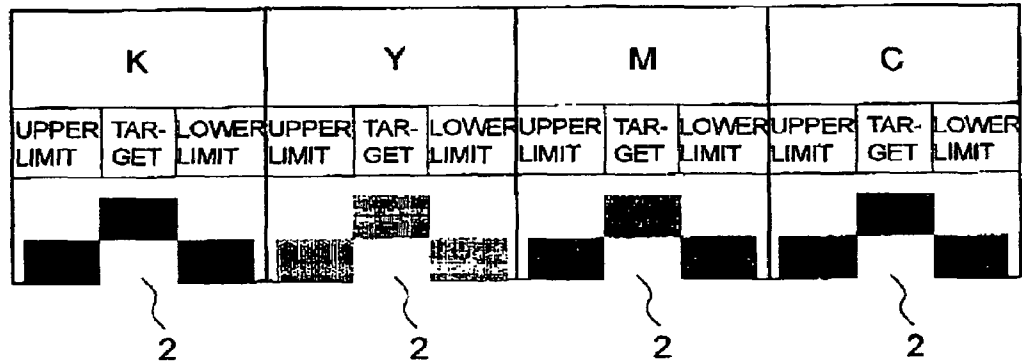 K Y M C
UPPER LIMIT TAR-GET LOWER LIMIT UPPER LIMIT TAR-GET LOWER LIMIT UPPER LIMIT TAR-GET LOWER LIMIT UPPER LIMIT TAR-GET LOWER LIMIT
2 2 2 2